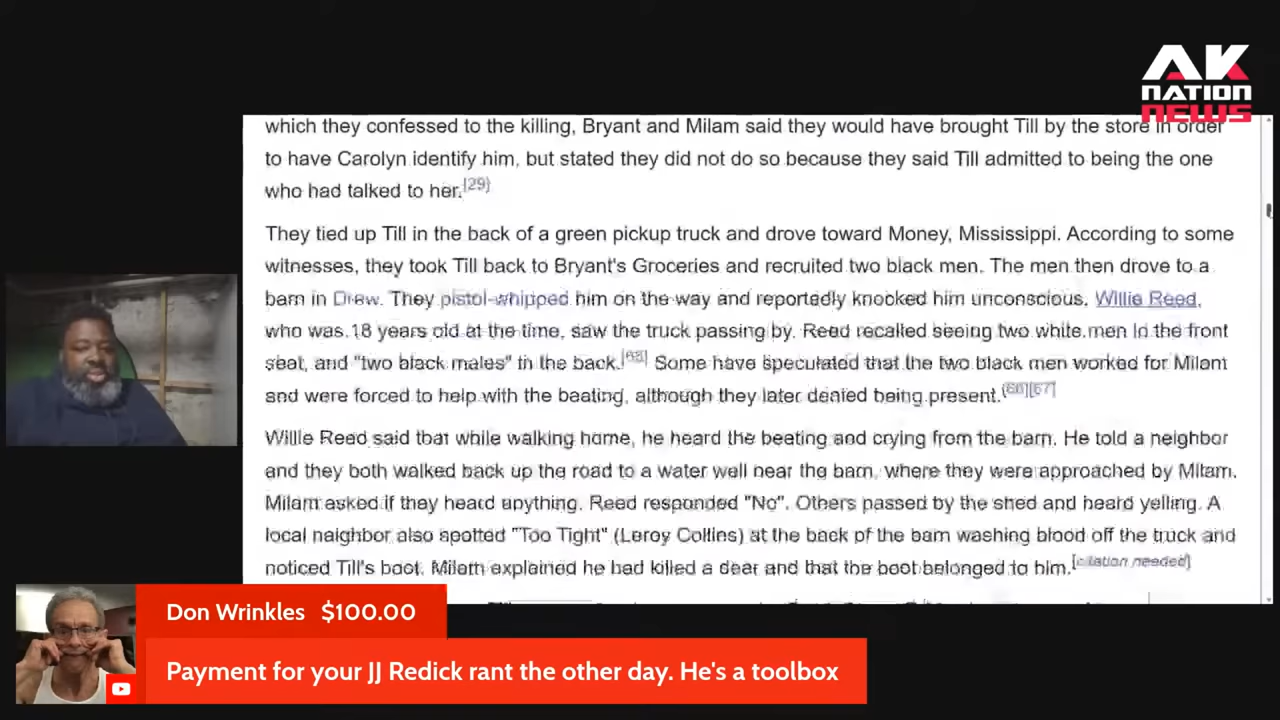 AK
NATION
NEWS
which they confessed to the killing, Bryant and Milam said they would have brought Till by the store in order
to have Carolyn identify him, but stated they did not do so because they said Till admitted to being the one
who had talked to her.[29]
They tied up Till in the back of a green pickup truck and drove toward Money, Mississippi. According to some
witnesses, they took Till back to Bryant's Groceries and recruited two black men. The men then drove to a
barn in Drew. They pistol-whipped him on the way and reportedly knocked him unconscious. Willie Reed,
who was 18 years old at the time, saw the truck passing by. Reed recalled seeing two white men in the front
seat, and "two black males" in the back. Some have speculated that the two black men worked for Milam
and were forced to help with the beating, although they later denied being present.[66][67]
Willie Reed said that while walking home, he heard the beating and crying from the barn. He told a neighbor
and they both walked back up the road to a water well near the barn, where they were approached by Milam.
Milam asked if they heard anything. Reed responded "No". Others passed by the shed and heard yelling. A
local neighbor also spotted "Too Tight" (Leroy Collins) at the back of the barn washing blood off the truck and
noticed Till's boot. Milam explained he had killed a deer and that the boot belonged to him.[citation needed]
Don Wrinkles $100.00
Payment for your JJ Redick rant the other day. He's a toolbox